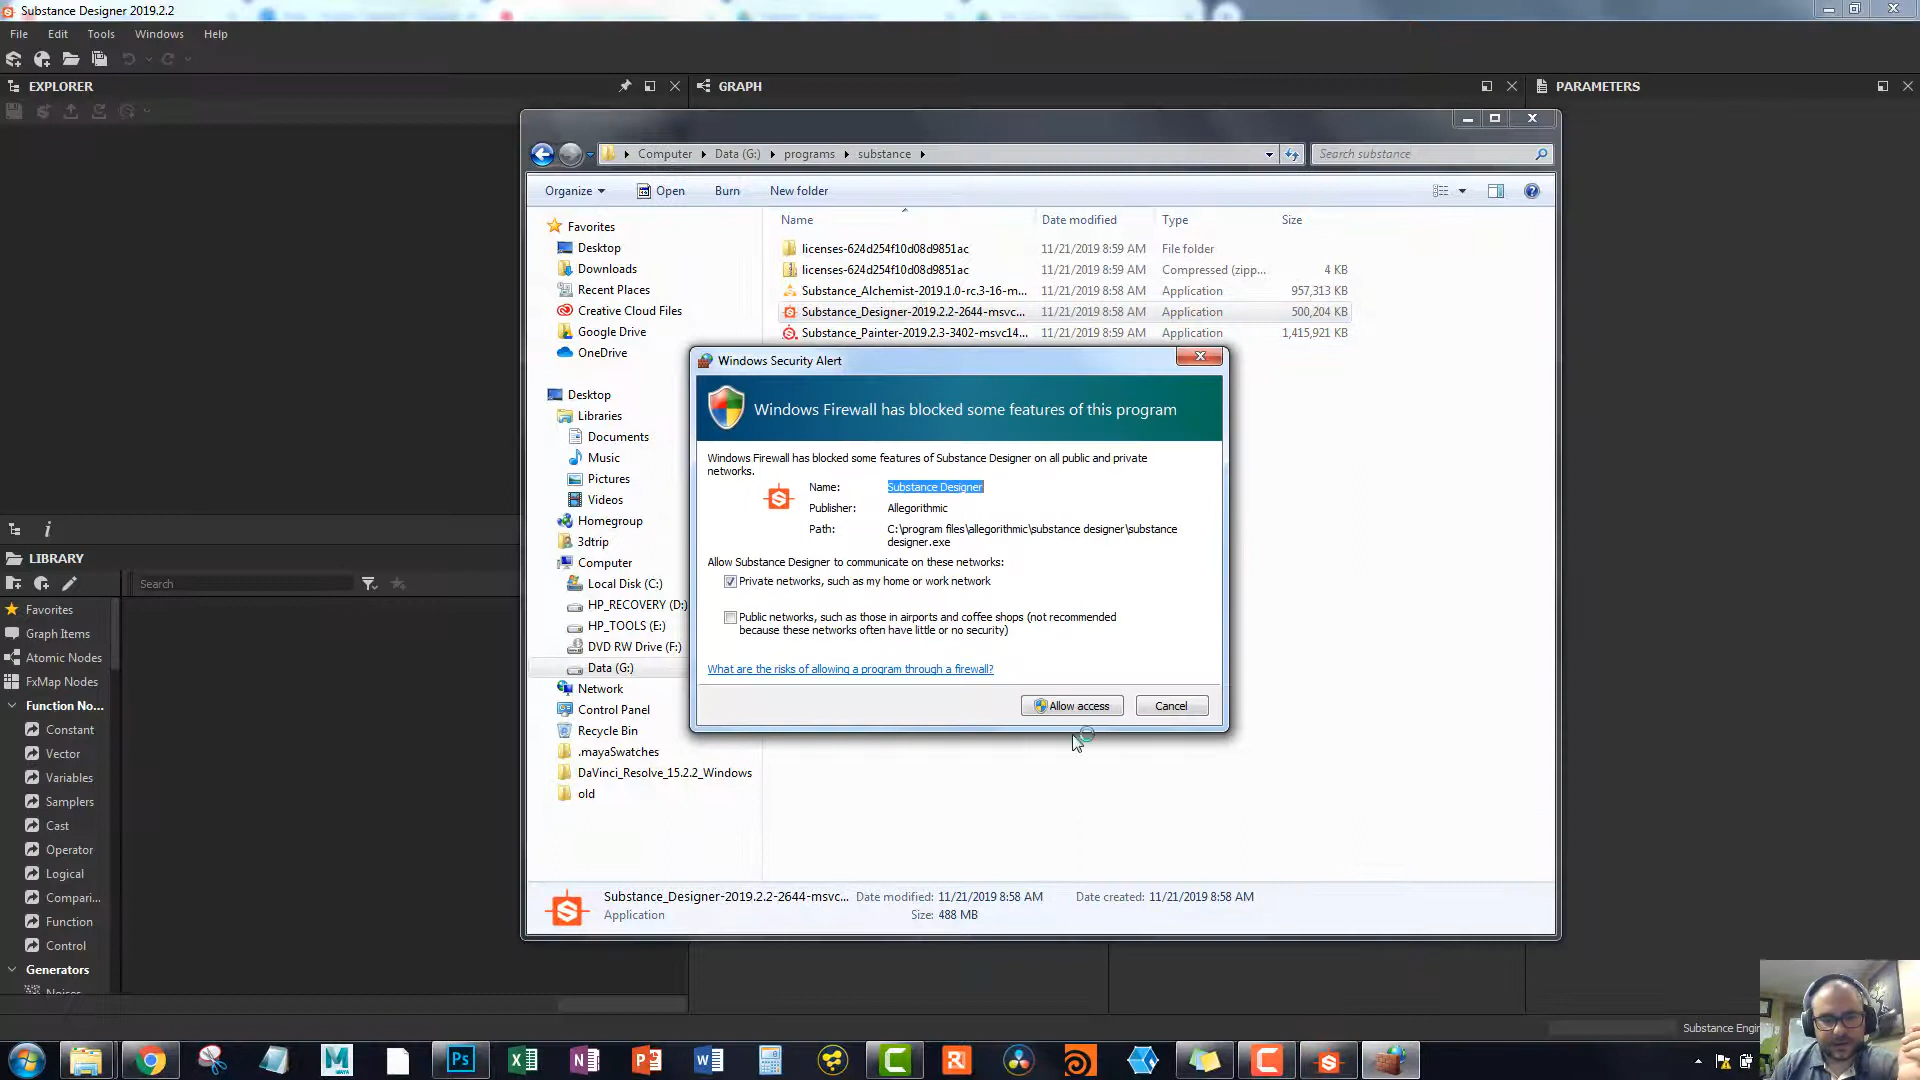 Substance Designer 2019.2.2
File Edit Tools Windows Help
EXPLORER
GRAPH
PARAMETERS
Computer Data (G:) programs substance
Search substance
Organize Open Burn New folder
Name Date modified Type Size
Favorites
Desktop
Downloads
Recent Places
Creative Cloud Files
Google Drive
OneDrive
Desktop
Libraries
Documents
Music
Pictures
Videos
Homegroup
3dtrip
Computer
Local Disk (C:)
HP_RECOVERY (D:)
HP_TOOLS (E:)
DVD RW Drive (F:)
Data (G:)
Network
Control Panel
Recycle Bin
.mayaSwatches
DaVinci_Resolve_15.2.2_Windows
old
licenses-624d254f10d08d9851ac 11/21/2019 8:59 AM File folder
licenses-624d254f10d08d9851ac 11/21/2019 8:59 AM Compressed (zipp... 4 KB
Substance_Alchemist-2019.1.0-rc.3-16-m... 11/21/2019 8:58 AM Application 957,313 KB
Substance_Designer-2019.2.2-2644-msvc... 11/21/2019 8:58 AM Application 500,204 KB
Substance_Painter-2019.2.3-3402-msvc14... 11/21/2019 8:59 AM Application 1,415,921 KB
Windows Security Alert
Windows Firewall has blocked some features of this program
Windows Firewall has blocked some features of Substance Designer on all public and private
networks.
Name: Substance Designer
Publisher: Allegorithmic
Path: C:\program files\allegorithmic\substance designer\substance
designer.exe
Allow Substance Designer to communicate on these networks:
Private networks, such as my home or work network
Public networks, such as those in airports and coffee shops (not recommended
because these networks often have little or no security)
What are the risks of allowing a program through a firewall?
Allow access Cancel
Substance_Designer-2019.2.2-2644-msvc... Date modified: 11/21/2019 8:58 AM Date created: 11/21/2019 8:58 AM
Application Size: 488 MB
LIBRARY
Search
Favorites
Graph Items
Atomic Nodes
FxMap Nodes
Function No...
Constant
Vector
Variables
Samplers
Cast
Operator
Logical
Compari...
Function
Control
Generators
Substance Engin